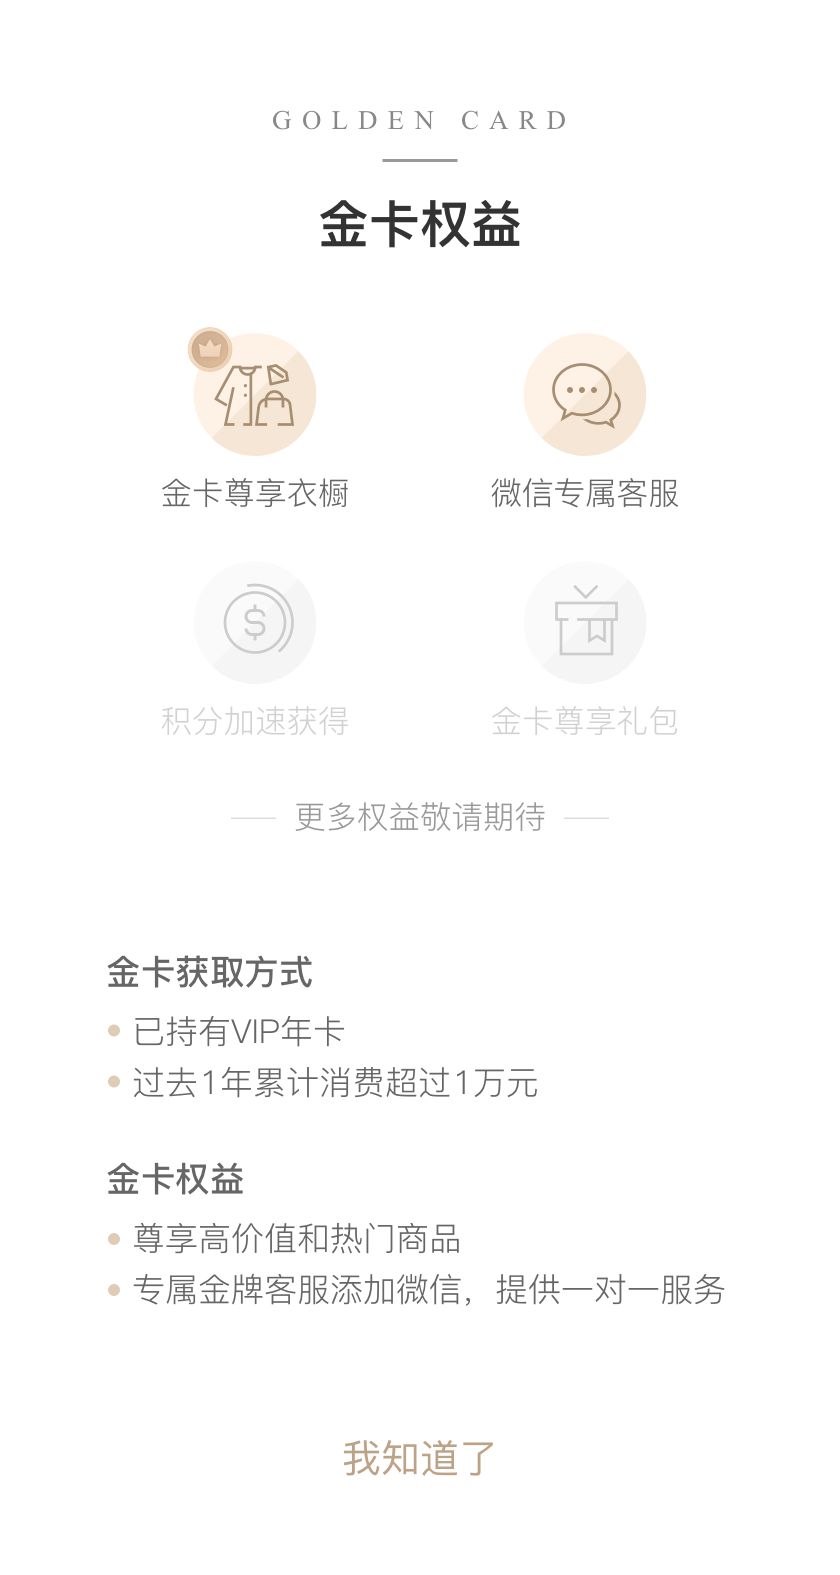 GOLDEN CARD
金卡权益
金卡尊享衣橱
微信专属客服
积分加速获得
金卡尊享礼包
更多权益敬请期待
金卡获取方式
已持有VIP年卡
过去1年累计消费超过1万元
金卡权益
尊享高价值和热门商品
专属金牌客服添加微信，提供一对一服务
我知道了